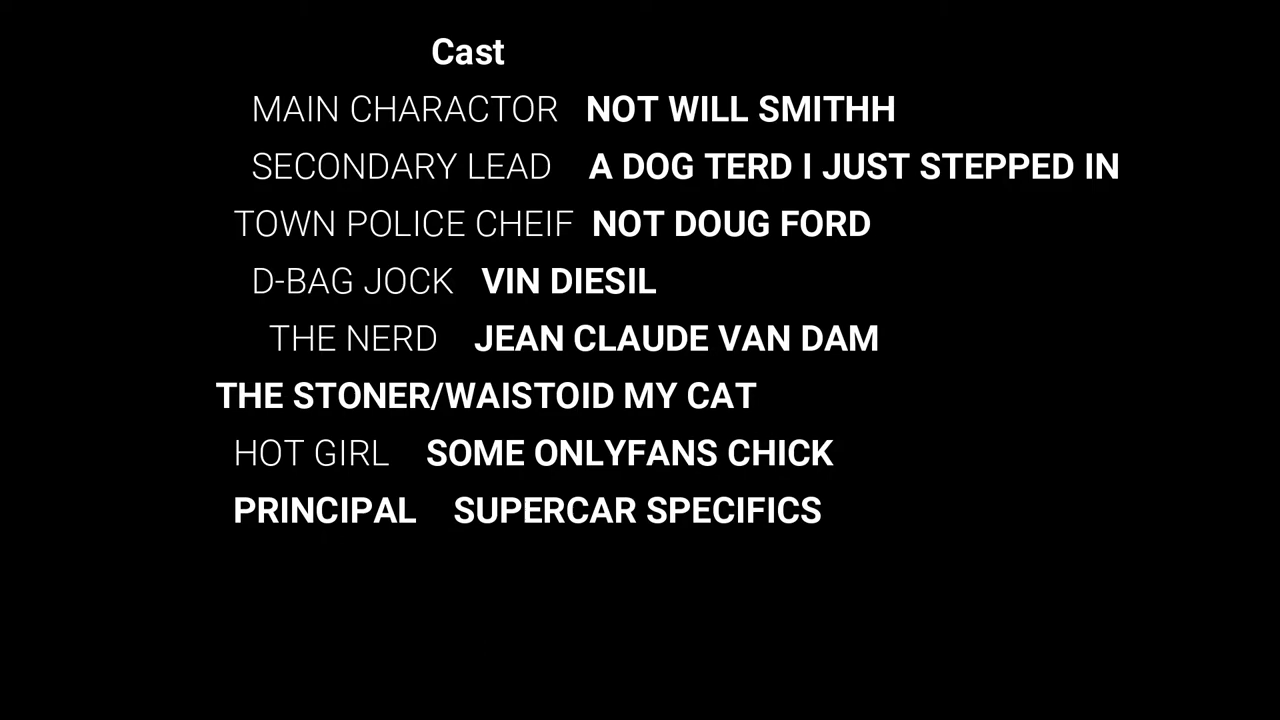 Cast
MAIN CHARACTOR NOT WILL SMITHH
SECONDARY LEAD A DOG TERD I JUST STEPPED IN
TOWN POLICE CHEIF NOT DOUG FORD
D-BAG JOCK VIN DIESIL
THE NERD JEAN CLAUDE VAN DAM
THE STONER/WAISTOID MY CAT
HOT GIRL SOME ONLYFANS CHICK
PRINCIPAL SUPERCAR SPECIFICS